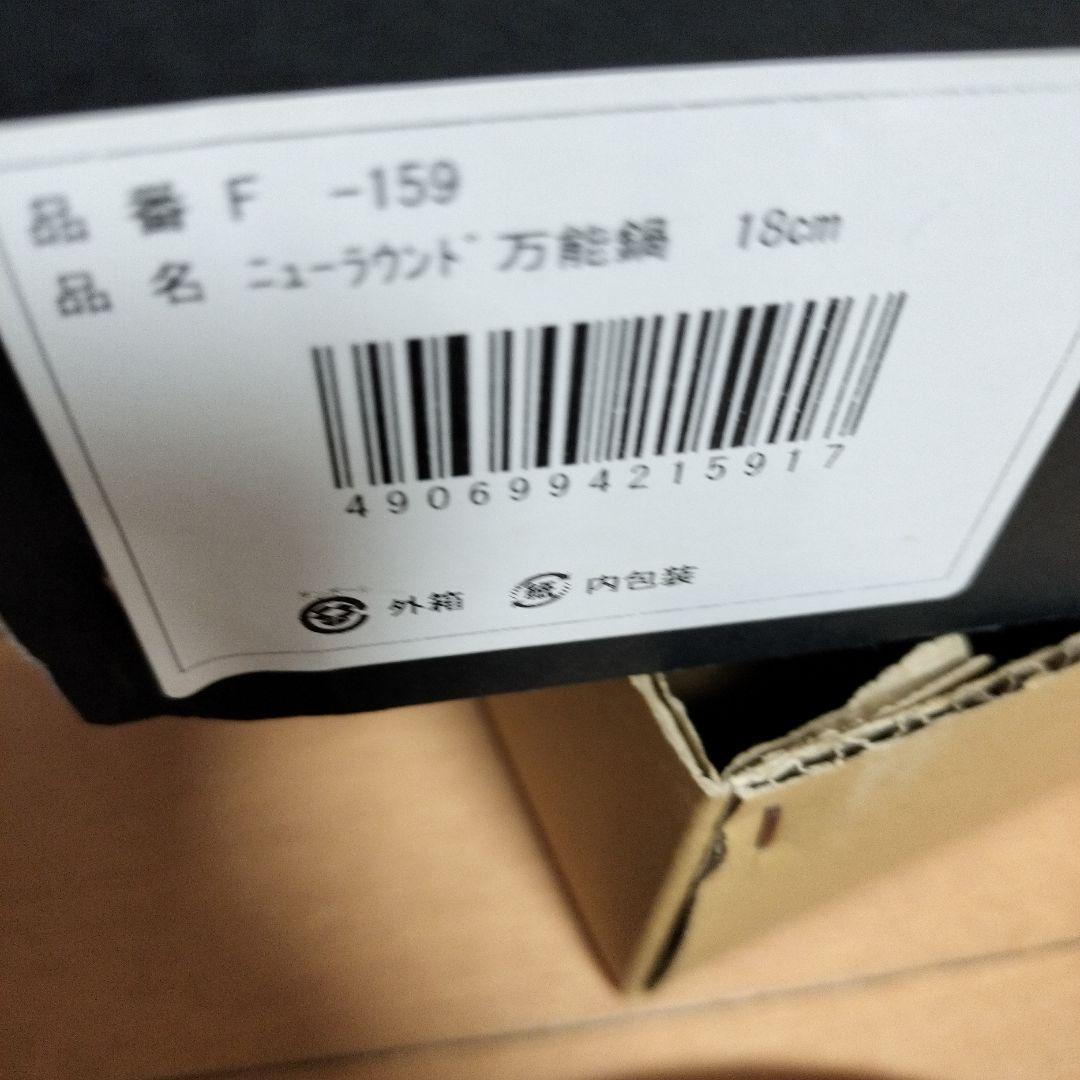 品 番 F -159
品 名 ﾆｭｰﾗｳﾝﾄﾞ 万能鍋 18cm
4906994215917
外箱 紙 内包装